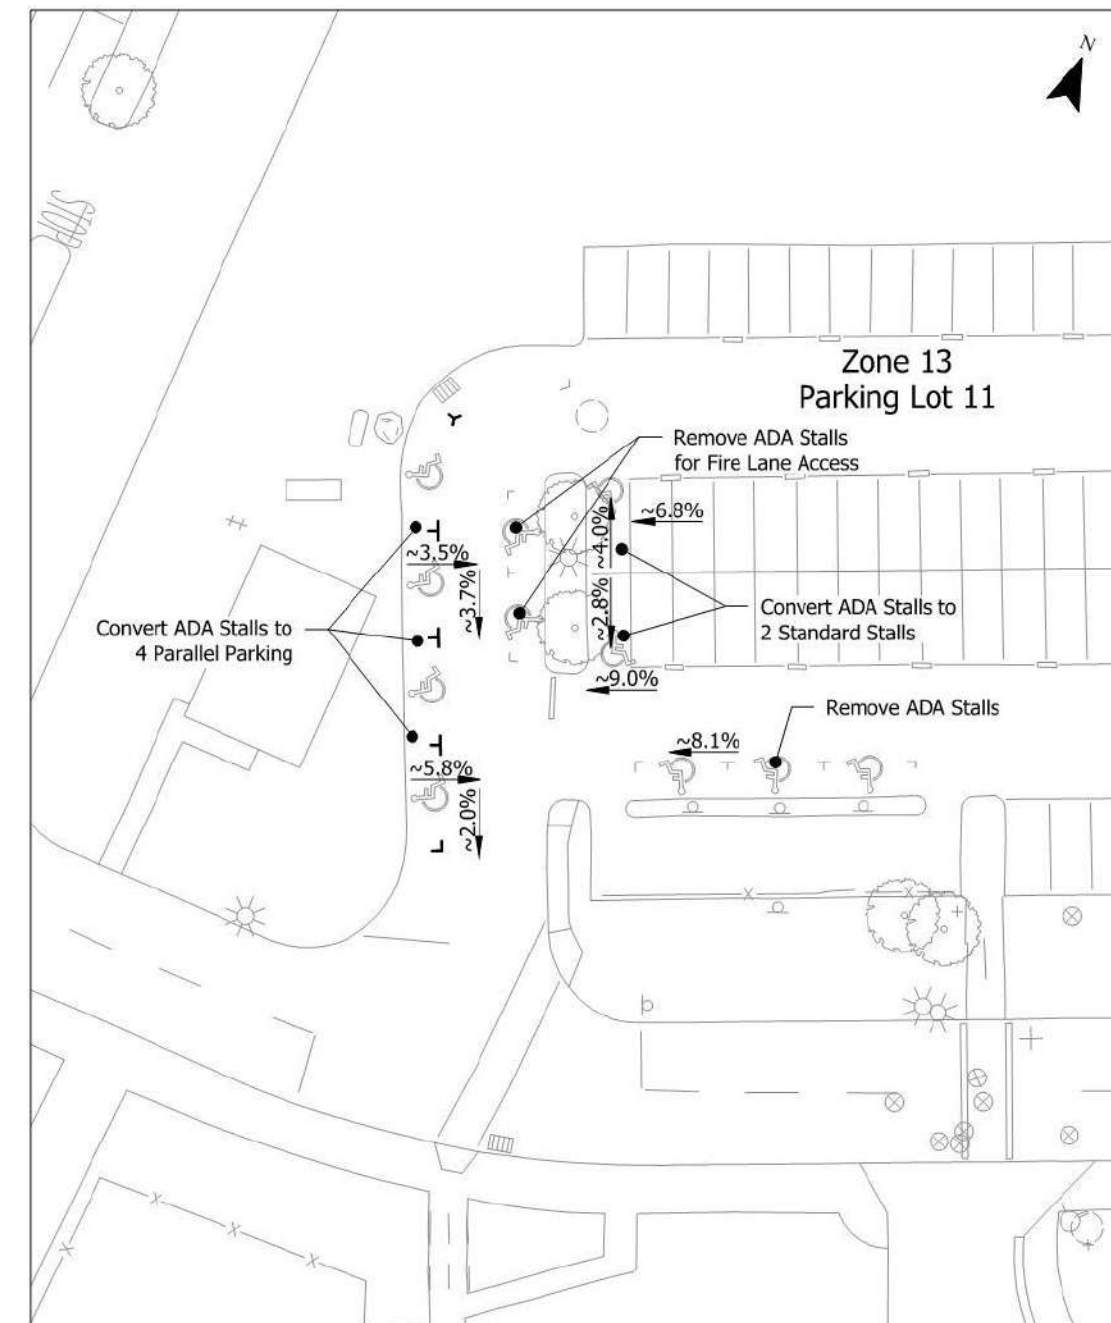 N
STOP
Zone 13
Parking Lot 11
Remove ADA Stalls
for Fire Lane Access
~6.8%
~4.0%
~3.5%
~3.7%
~2.8%
Convert ADA Stalls to
2 Standard Stalls
Convert ADA Stalls to
4 Parallel Parking
~9.0%
Remove ADA Stalls
~8.1%
~5.8%
~2.0%